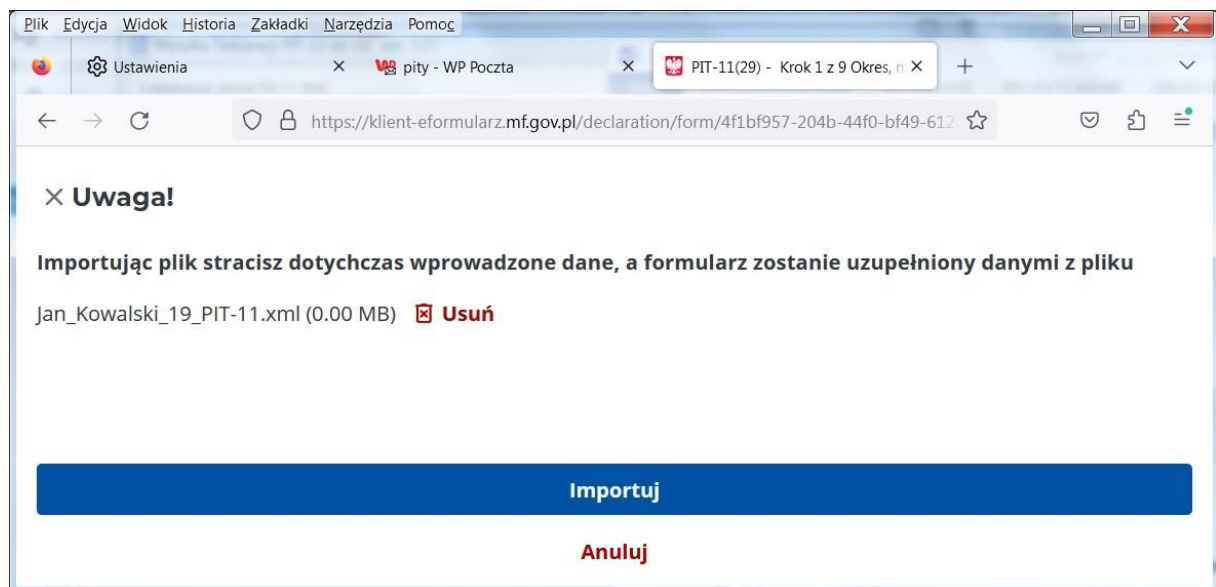 Plik Edycja Widok Historia Zakładki Narzędzia Pomoc
Ustawienia pity - WP Poczta PIT-11(29) - Krok 1 z 9 Okres,
https://klient-eformularz.mf.gov.pl/declaration/form/4f1bf957-204b-44f0-bf49-612
Uwaga!
Importując plik stracisz dotychczas wprowadzone dane, a formularz zostanie uzupełniony danymi z pliku
Jan_Kowalski_19_PIT-11.xml (0.00 MB) Usuń
Importuj
Anuluj